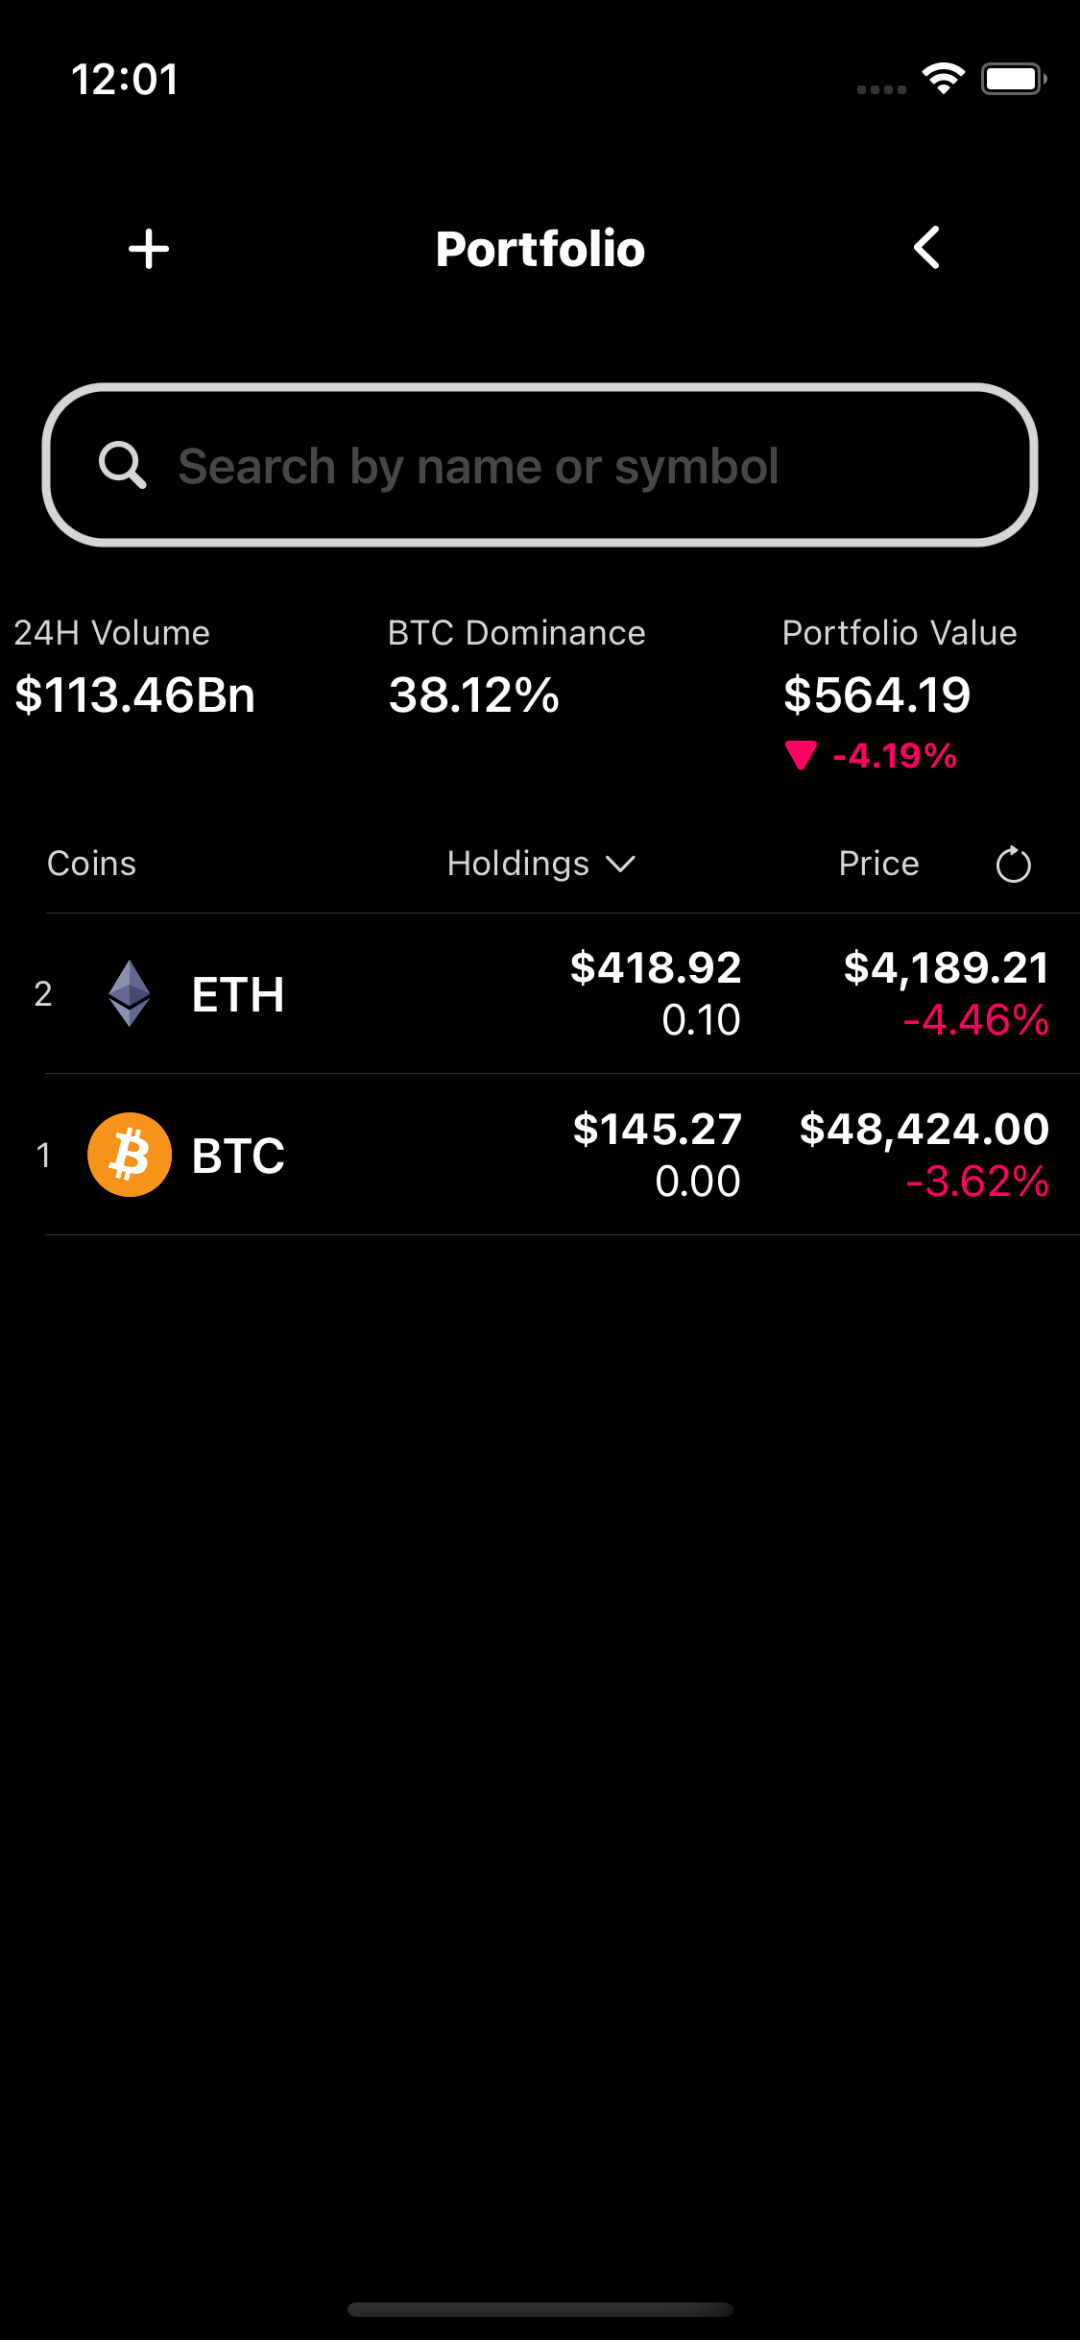 12:01
Portfolio
Search by name or symbol
24H Volume BTC Dominance Portfolio Value
$113.46Bn 38.12% $564.19
-4.19%
Coins Holdings Price
2 ETH $418.92 $4,189.21
0.10 -4.46%
1 BTC $145.27 $48,424.00
0.00 -3.62%